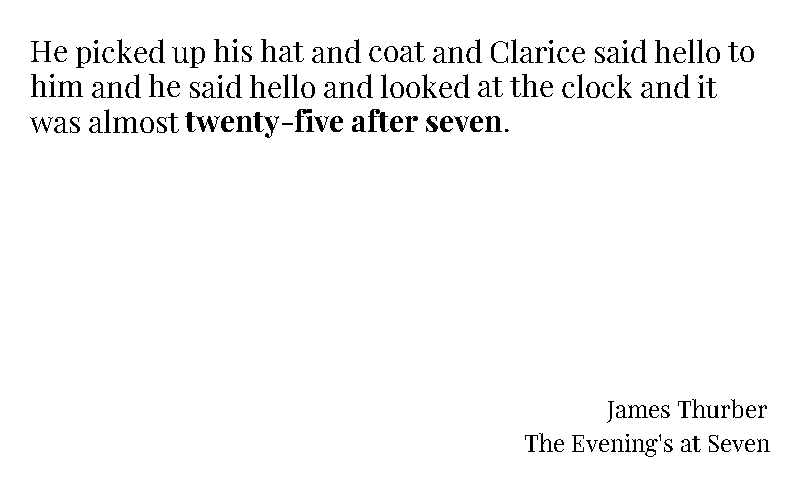 He picked up his hat and coat and Clarice said hello to
him and he said hello and looked at the clock and it
was almost twenty-five after seven.
James Thurber
The Evening's at Seven